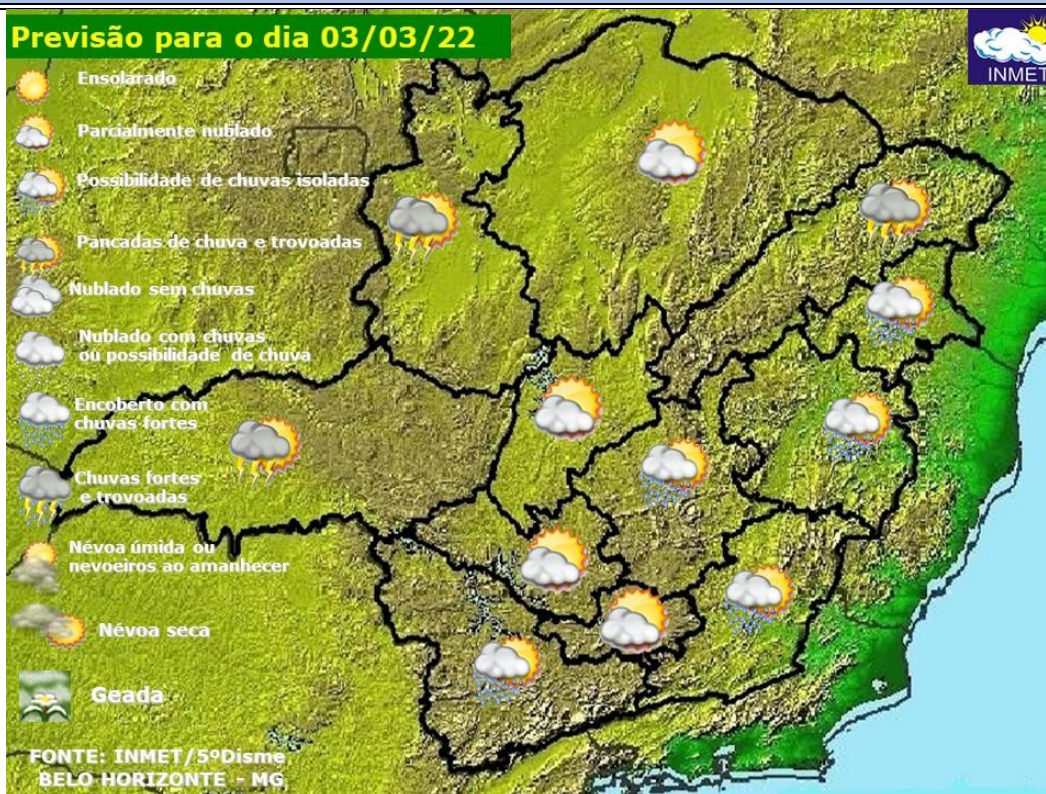 Previsão para o dia 03/03/22
INMET
Ensolarado
Parcialmente nublado
Possibilidade de chuvas isoladas
Pancadas de chuva e trovoadas
Nublado sem chuvas
Nublado com chuvas
ou possibilidade de chuva
Encoberto com
chuvas fortes
Chuvas fortes
e trovoadas
Névoa úmida ou
nevoeiros ao amanhecer
Névoa seca
Geada
FONTE: INMET/5ºDisme
BELO HORIZONTE - MG